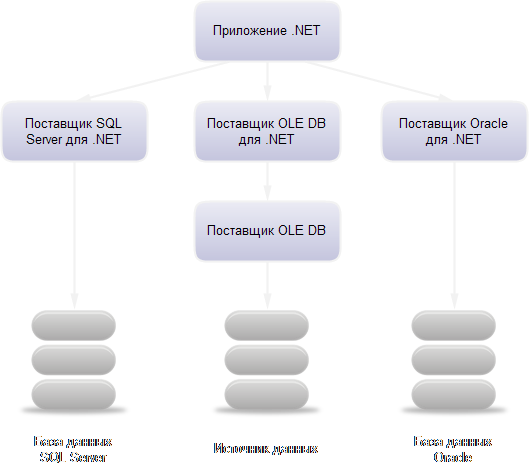 Приложение .NET
Поставщик SQL
Server для .NET
Поставщик OLE DB
для .NET
Поставщик Oracle
для .NET
Поставщик OLE DB
База данных
SQL Server
Источник данных
База данных
Oracle